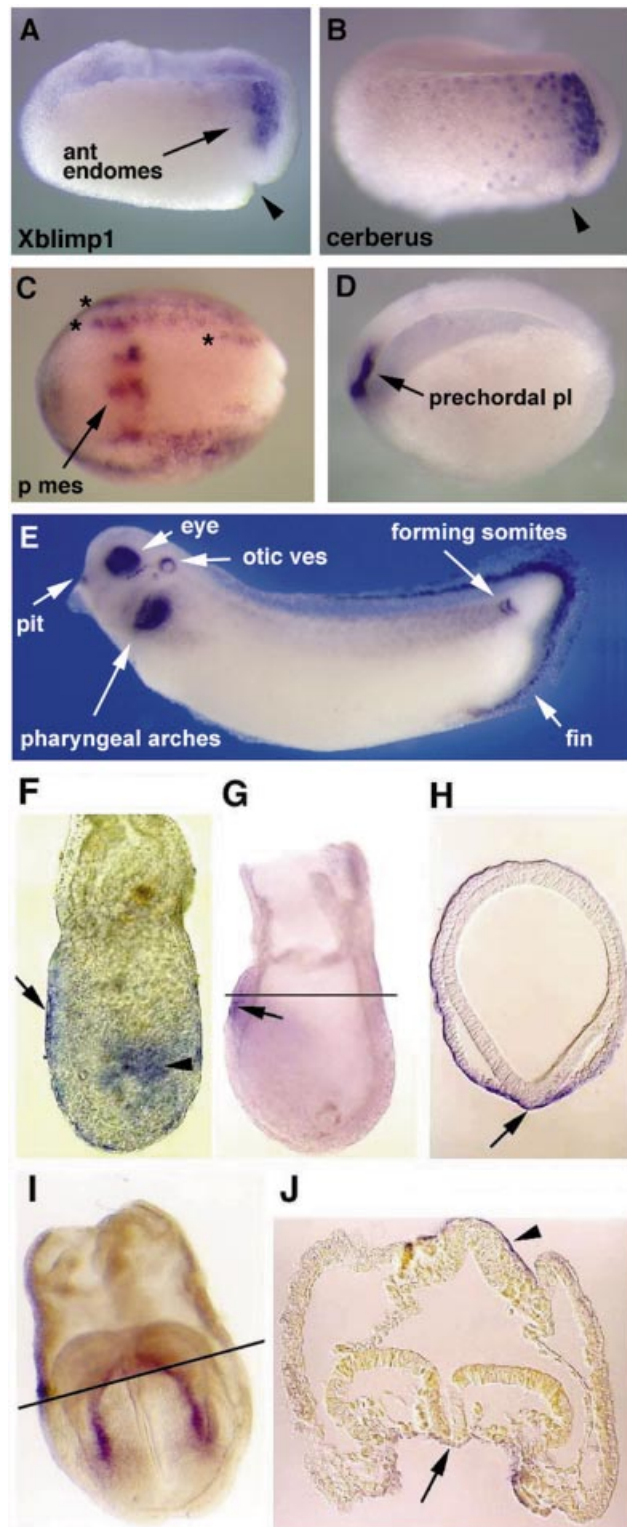 A
ant
endomes
Xblimp1
B
cerberus
C
*
*
*
p mes
D
prechordal pl
E
eye
otic ves
forming somites
pit
pharyngeal arches
fin
F
G
H
I
J